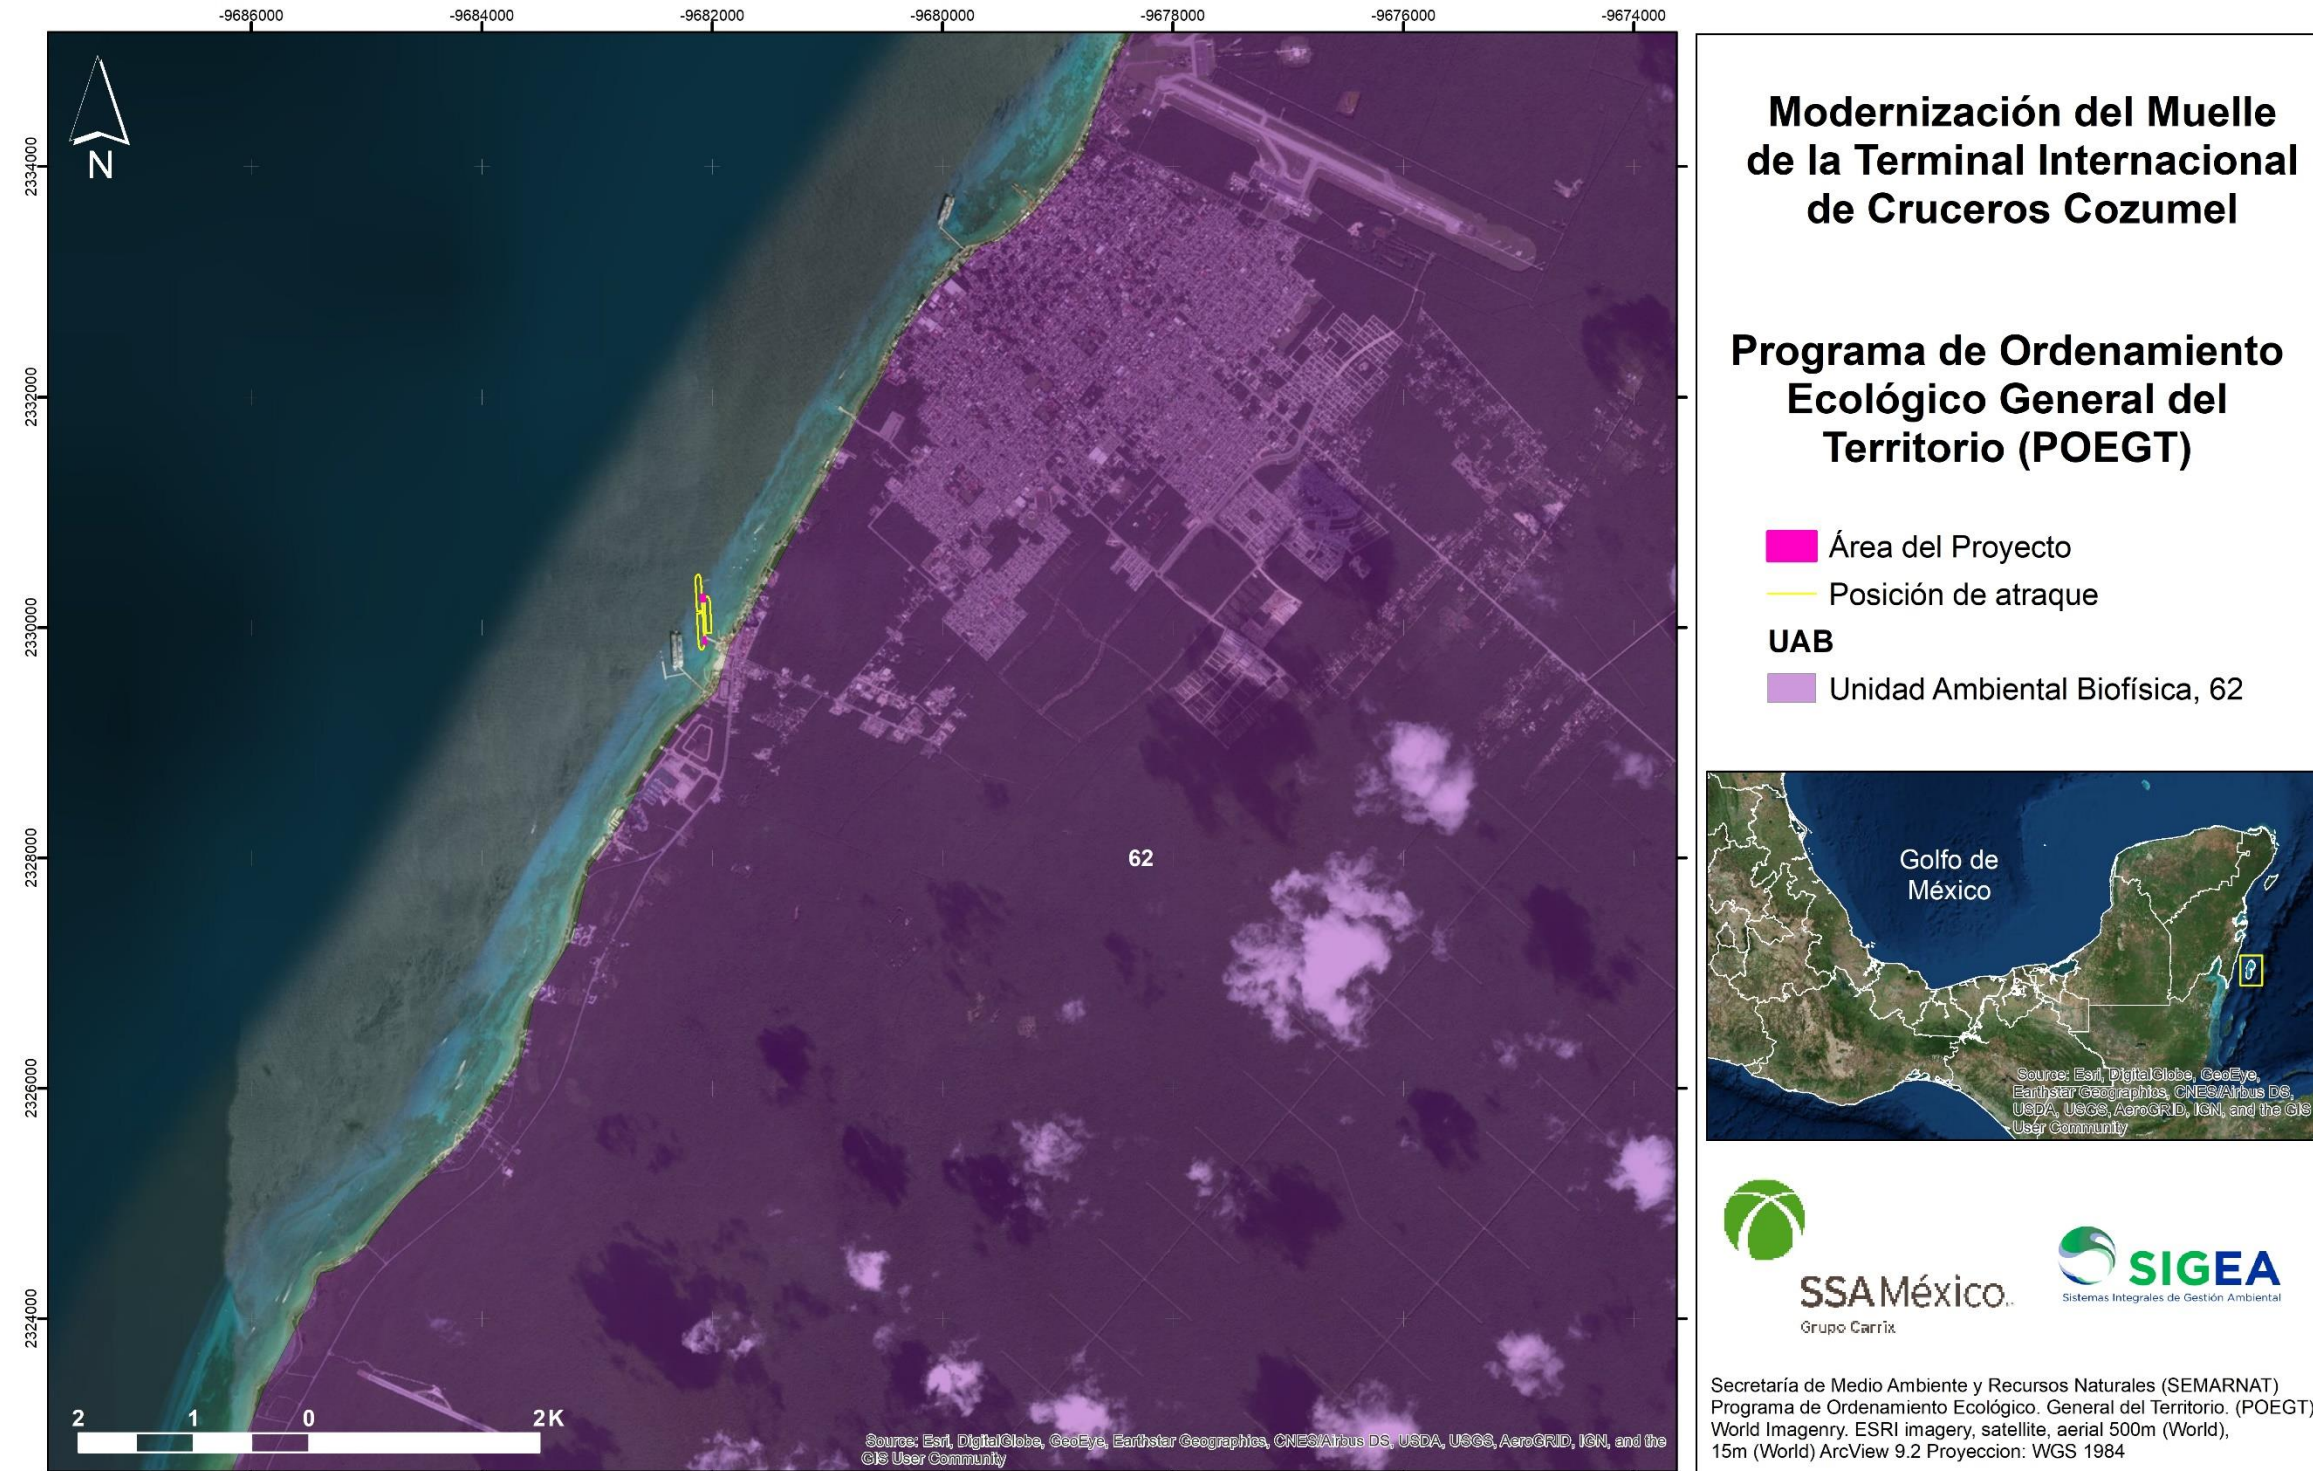 -9686000 -9684000 -9682000 -9680000 -9678000 -9676000 -9674000
2334000
2332000
2330000
2328000
2326000
2324000
N
62
2 1 0 2K
Source: Esri, DigitalGlobe, GeoEye, Earthstar Geographics, CNES/Airbus DS, USDA, USGS, AeroGRID, IGN, and the
GIS User Community
Modernización del Muelle
de la Terminal Internacional
de Cruceros Cozumel
Programa de Ordenamiento
Ecológico General del
Territorio (POEGT)
Área del Proyecto
Posición de atraque
UAB
Unidad Ambiental Biofísica, 62
Golfo de
México
Source: Esri, DigitalGlobe, GeoEye,
Earthstar Geographics, CNES/Airbus DS,
USDA, USGS, AeroGRID, IGN, and the GIS
User Community
SSA México
Grupo Carrix
SIGEA
Sistemas Integrales de Gestión Ambiental
Secretaría de Medio Ambiente y Recursos Naturales (SEMARNAT)
Programa de Ordenamiento Ecológico. General del Territorio. (POEGT)
World Imagenry. ESRI imagery, satellite, aerial 500m (World),
15m (World) ArcView 9.2 Proyeccion: WGS 1984